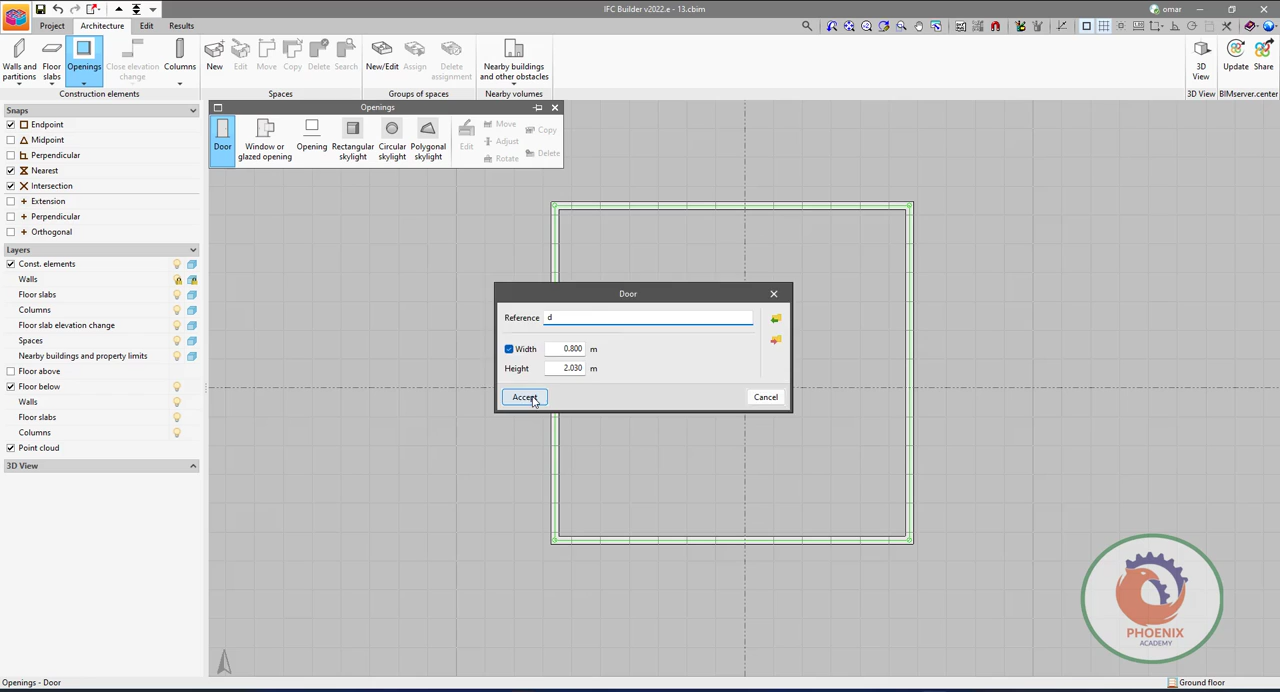 IFC Builder v2022.e - 13.cbim
omar
Project Architecture Edit Results
Walls and partitions
Floor slabs
Openings
Close elevation change
Columns
Construction elements
New Edit Move Copy Delete Search
Spaces
New/Edit Assign Delete assignment
Groups of spaces
Nearby buildings and other obstacles
Nearby volumes
3D View
3D View
Update Share
BIMserver.center
Snaps
Endpoint
Midpoint
Perpendicular
Nearest
Intersection
Extension
Perpendicular
Orthogonal
Layers
Const. elements
Walls
Floor slabs
Columns
Floor slab elevation change
Spaces
Nearby buildings and property limits
Floor above
Floor below
Walls
Floor slabs
Columns
Point cloud
3D View
Openings
Door
Window or glazed opening
Opening
Rectangular skylight
Circular skylight
Polygonal skylight
Edit
Move
Adjust
Rotate
Copy
Delete
Door
Reference d
Width 0.800 m
Height 2.030 m
Accept Cancel
PHOENIX
ACADEMY
Openings - Door
Ground floor